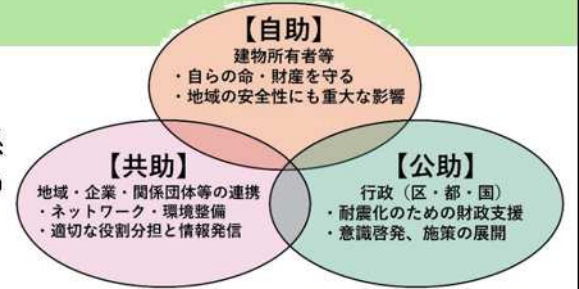 【自助】
建物所有者等
・自らの命・財産を守る
・地域の安全性にも重大な影響
【共助】
地域・企業・関係団体等の連携
・ネットワーク・環境整備
・適切な役割分担と情報発信
【公助】
行政（区・都・国）
・耐震化のための財政支援
・意識啓発、施策の展開